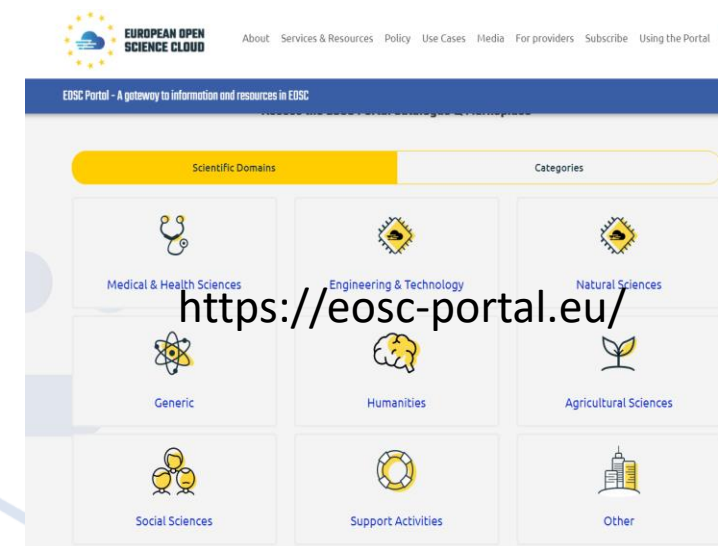 EUROPEAN OPEN
SCIENCE CLOUD
About Services & Resources Policy Use Cases Media For providers Subscribe Using the Portal
EOSC Portal - A gateway to information and resources in EOSC
Scientific Domains
Categories
Medical & Health Sciences
Engineering & Technology
Natural Sciences
https://eosc-portal.eu/
Generic
Humanities
Agricultural Sciences
Social Sciences
Support Activities
Other